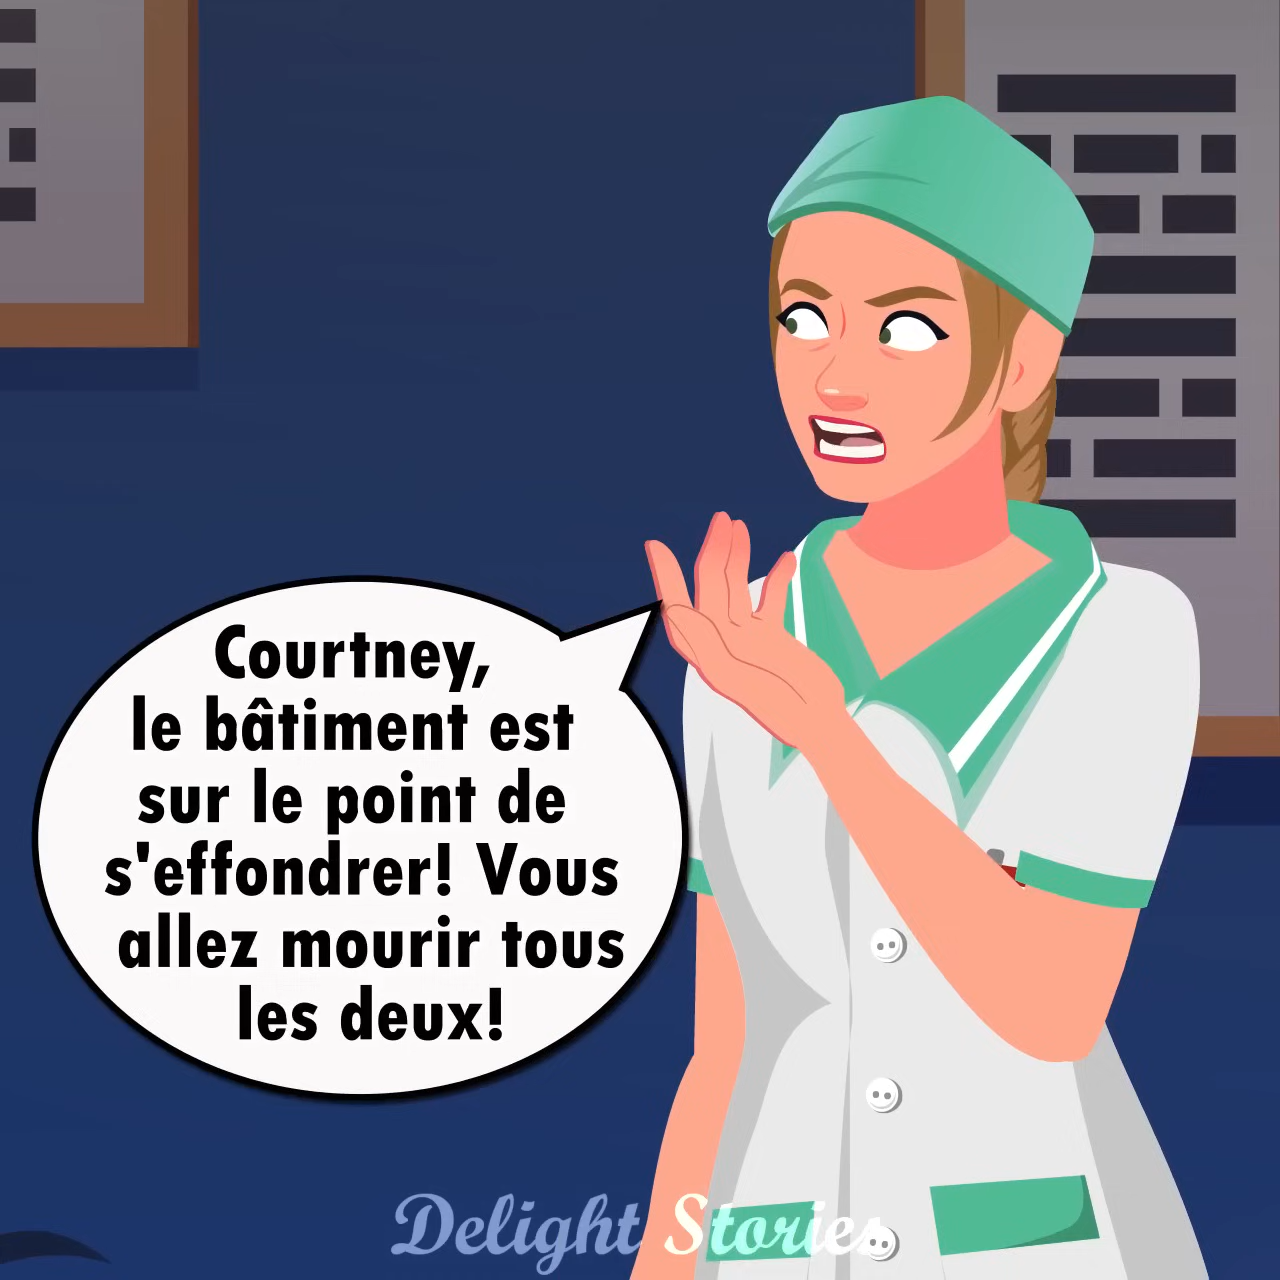 Courtney,
le bâtiment est
sur le point de
s'effondrer! Vous
allez mourir tous
les deux!
Delight Stories